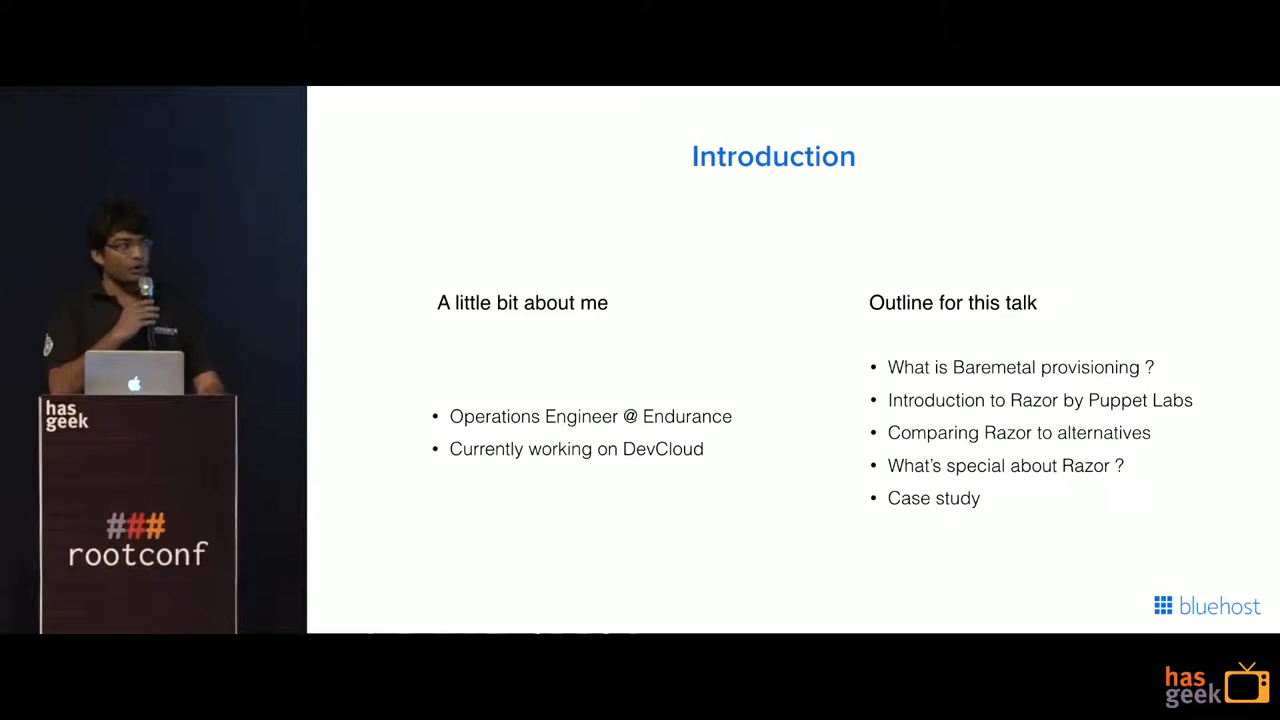 Introduction
A little bit about me
• Operations Engineer @ Endurance
• Currently working on DevCloud
Outline for this talk
• What is Baremetal provisioning ?
• Introduction to Razor by Puppet Labs
• Comparing Razor to alternatives
• What's special about Razor ?
• Case study
bluehost
has
geek
###
rootconf
has
geek